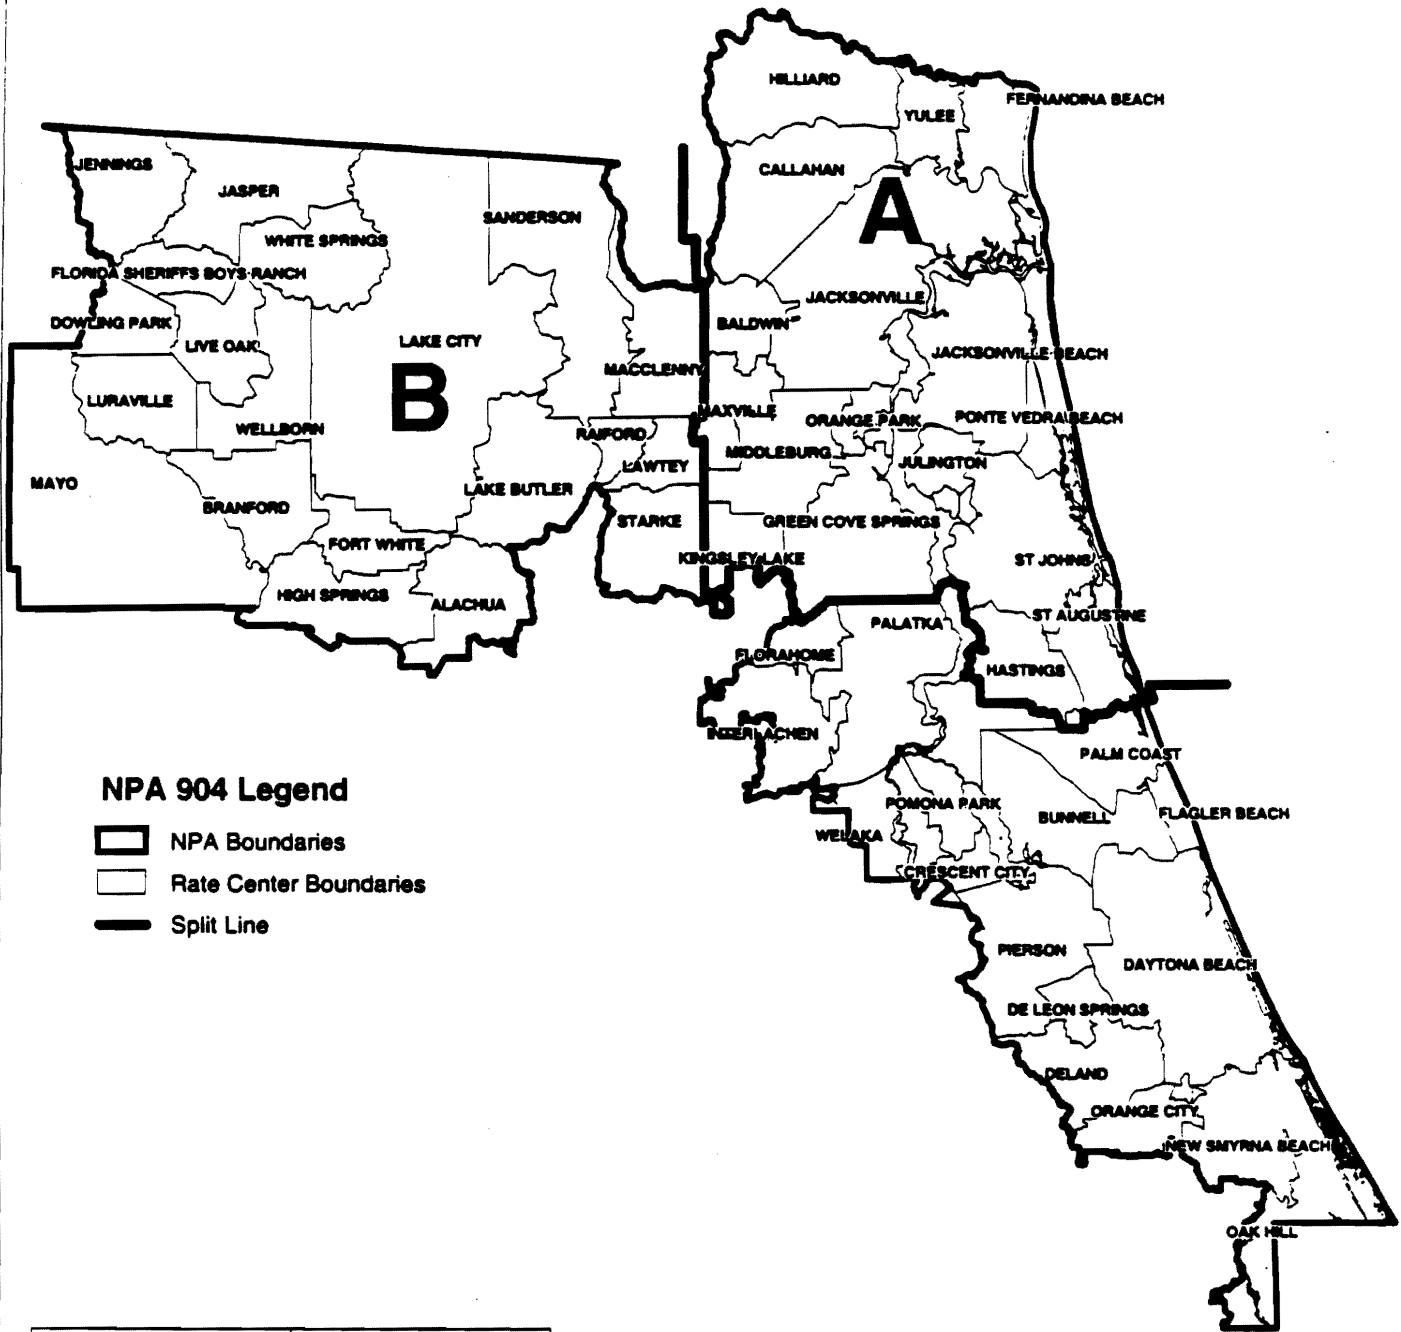 HILLIARD
FERNANDINA BEACH
YULEE
JENNINGS
CALLAHAN
JASPER
A
SANDERSON
WHITE SPRINGS
FLORIDA SHERIFFS BOYS RANCH
JACKSONVILLE
DOWLING PARK
BALDWIN
LIVE OAK
LAKE CITY
JACKSONVILLE BEACH
MACCLENNY
B
LURAVILLE
MAXVILLE
ORANGE PARK
PONTE VEDRA BEACH
WELLBORN
RAIFORD
MIDDLEBURG
JULINGTON
LAWTEY
MAYO
LAKE BUTLER
BRANFORD
STARKE
GREEN COVE SPRINGS
FORT WHITE
KINGSLEY LAKE
ST JOHNS
HIGH SPRINGS
ALACHUA
ST AUGUSTINE
PALATKA
FLORAHOME
HASTINGS
INTERLACHEN
PALM COAST
NPA 904 Legend
POMONA PARK
BUNNELL
FLAGLER BEACH
WELAKA
NPA Boundaries
CRESCENT CITY
Rate Center Boundaries
Split Line
PIERSON
DAYTONA BEACH
DE LEON SPRINGS
DELAND
ORANGE CITY
NEW SMYRNA BEACH
OAK HILL